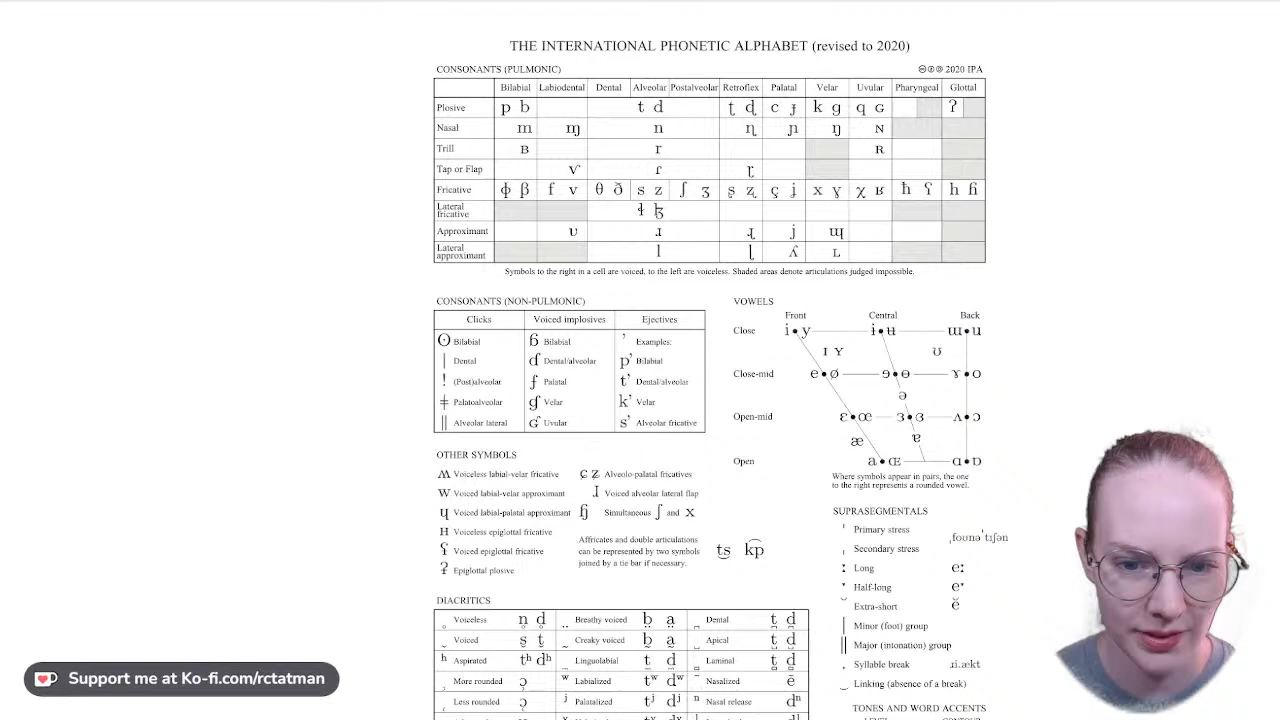 THE INTERNATIONAL PHONETIC ALPHABET (revised to 2020)
CONSONANTS (PULMONIC)
2020 IPA
Bilabial Labiodental Dental Alveolar Postalveolar Retroflex Palatal Velar Uvular Pharyngeal Glottal
Plosive p b t d ʈ ɖ c ɟ k ɡ q ɢ ʔ
Nasal m ɱ n ɳ ɲ ŋ ɴ
Trill ʙ r ʀ
Tap or Flap ⱱ ɾ ɽ
Fricative ɸ β f v θ ð s z ʃ ʒ ʂ ʐ ç ʝ x ɣ χ ʁ ħ ʕ h ɦ
Lateral fricative ɬ ɮ
Approximant ʋ ɹ ɻ j ɰ
Lateral approximant l ɭ ʎ ʟ
Symbols to the right in a cell are voiced, to the left are voiceless. Shaded areas denote articulations judged impossible.
CONSONANTS (NON-PULMONIC)
Clicks Voiced implosives Ejectives
ʘ Bilabial ɓ Bilabial ʼ Examples:
ǀ Dental ɗ Dental/alveolar pʼ Bilabial
ǃ (Post)alveolar ʄ Palatal tʼ Dental/alveolar
ǂ Palatoalveolar ɠ Velar kʼ Velar
ǁ Alveolar lateral ʛ Uvular sʼ Alveolar fricative
VOWELS
Front Central Back
Close i y ɨ ʉ ɯ u
ɪ ʏ ʊ
Close-mid e ø ɘ ɵ ɤ o
ə
Open-mid ɛ œ ɜ ɞ ʌ ɔ
æ ɐ
Open a ɶ ɑ ɒ
Where symbols appear in pairs, the one
to the right represents a rounded vowel.
OTHER SYMBOLS
ʍ Voiceless labial-velar fricative ɕ ʑ Alveolo-palatal fricatives
w Voiced labial-velar approximant ɺ Voiced alveolar lateral flap
ɥ Voiced labial-palatal approximant ɧ Simultaneous ʃ and x
ʜ Voiceless epiglottal fricative
ʢ Voiced epiglottal fricative
ʡ Epiglottal plosive
Affricates and double articulations
can be represented by two symbols
joined by a tie bar if necessary.
t͜s k͡p
SUPRASEGMENTALS
ˈ Primary stress ˌfoʊnəˈtɪʃən
ˌ Secondary stress
ː Long eː
ˑ Half-long eˑ
˘ Extra-short ĕ
| Minor (foot) group
‖ Major (intonation) group
. Syllable break ɹi.ækt
‿ Linking (absence of a break)
TONES AND WORD ACCENTS
DIACRITICS
̥ Voiceless n̥ d̥ ̤ Breathy voiced b̤ a̤ ̪ Dental t̪ d̪
̬ Voiced s̬ t̬ ̰ Creaky voiced b̰ a̰ ̺ Apical t̺ d̺
ʰ Aspirated tʰ dʰ ̼ Linguolabial t̼ d̼ ̻ Laminal t̻ d̻
̹ More rounded ɔ̹ ʷ Labialized tʷ dʷ ̃ Nasalized ẽ
̜ Less rounded ɔ̜ ʲ Palatalized tʲ dʲ ⁿ Nasal release dⁿ
Support me at Ko-fi.com/rctatman